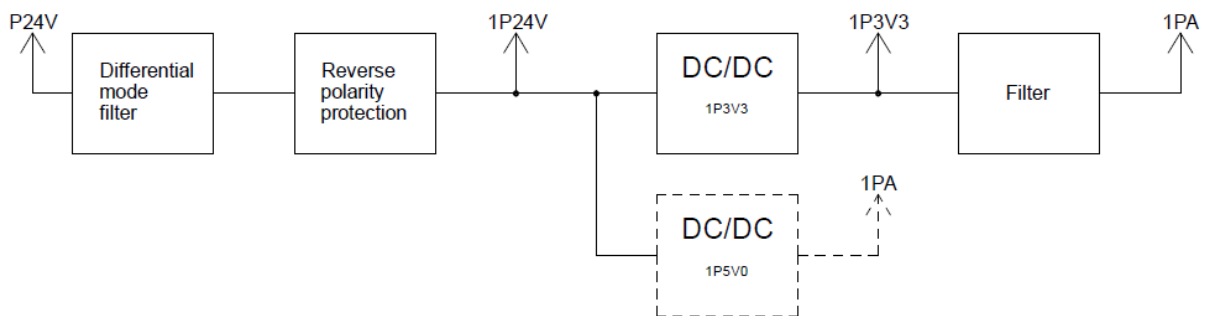 P24V
1P24V
1P3V3
1PA
Differential
mode
filter
Reverse
polarity
protection
DC/DC
1P3V3
Filter
1PA
DC/DC
1P5V0